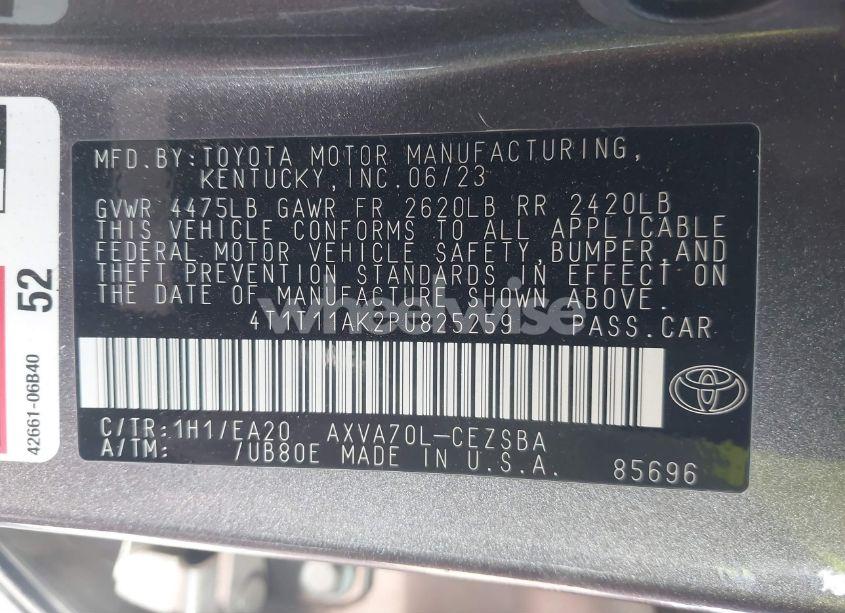 MFD.BY:TOYOTA MOTOR MANUFACTURING,
KENTUCKY,INC.06/23
GVWR 4475LB GAWR FR 2620LB RR 2420LB
THIS VEHICLE CONFORMS TO ALL APPLICABLE
FEDERAL MOTOR VEHICLE SAFETY,BUMPER,AND
THEFT PREVENTION STANDARDS IN EFFECT ON
THE DATE OF MANUFACTURE SHOWN ABOVE.
wheelwise
4T1T11AK2PU825259 PASS.CAR
C/TR:1H1/EA20 AXVA70L-CEZSBA
A/TM: /UB80E MADE IN U.S.A.
85696
52
42661-06B40